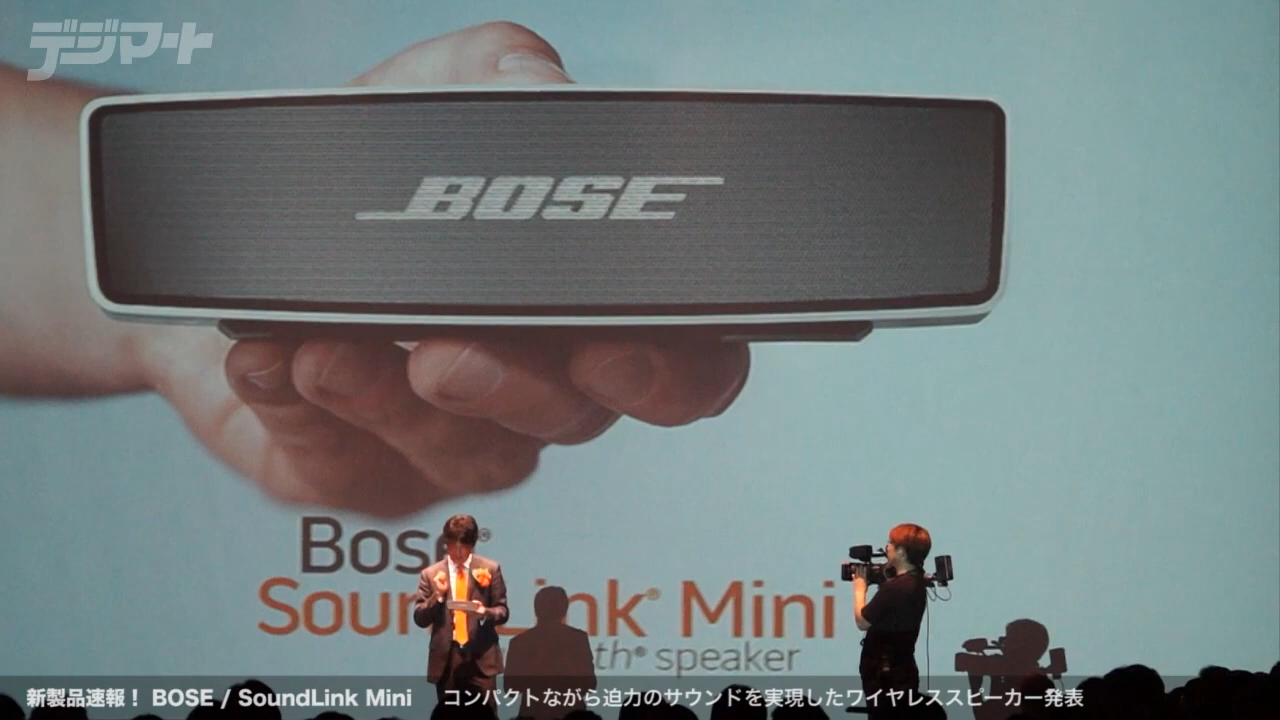 デジマート
BOSE
Bose
SoundLink® Mini
speaker
新製品速報！ BOSE / SoundLink Mini コンパクトながら迫力のサウンドを実現したワイヤレススピーカー発表